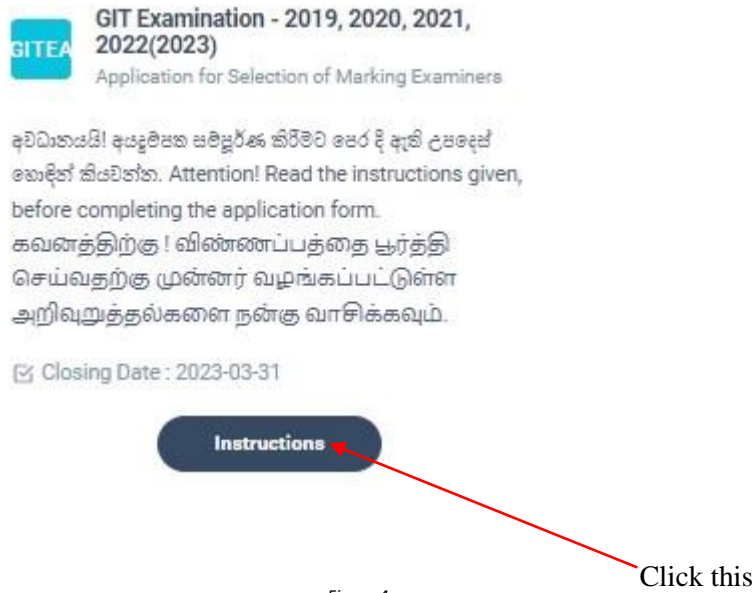 GITEA
GIT Examination - 2019, 2020, 2021,
2022(2023)
Application for Selection of Marking Examiners
අවධානයයි! අයදුම්පත සම්පූර්ණ කිරීමට පෙර දී ඇති උපදෙස්
හොඳින් කියවන්න. Attention! Read the instructions given,
before completing the application form.
கவனத்திற்கு ! விண்ணப்பத்தை பூர்த்தி
செய்வதற்கு முன்னர் வழங்கப்பட்டுள்ள
அறிவுறுத்தல்களை நன்கு வாசிக்கவும்.
Closing Date : 2023-03-31
Instructions
Click this